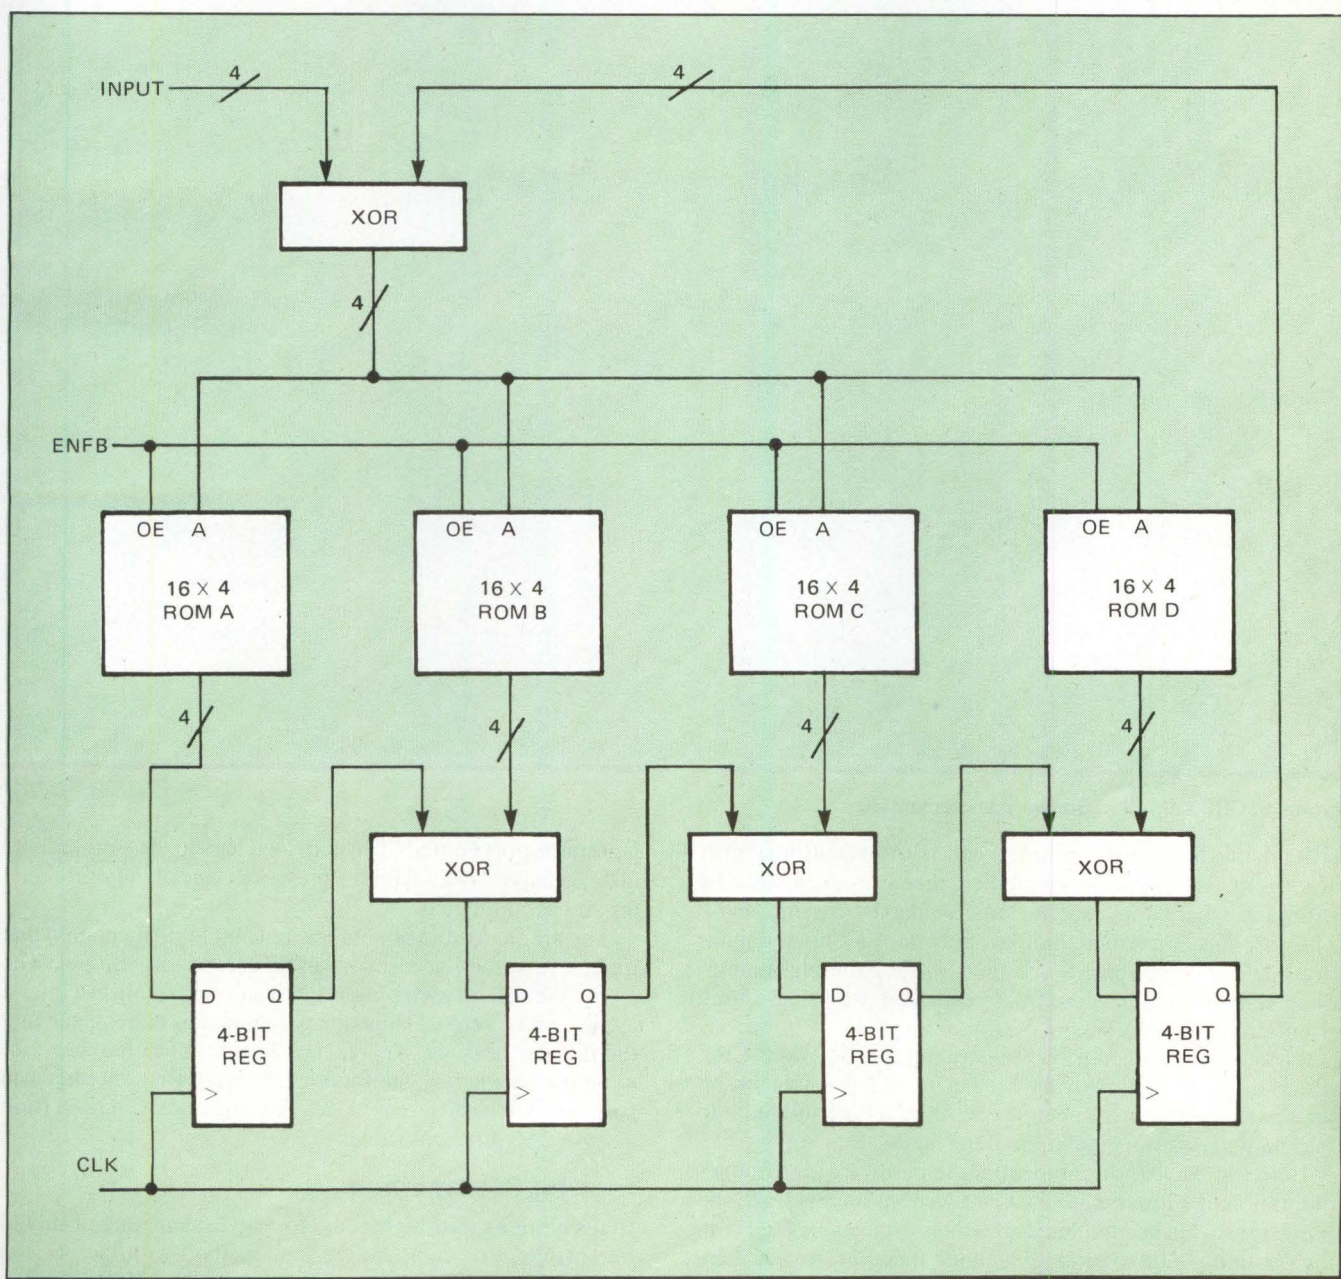 INPUT
4
4
XOR
4
ENFB
OE A
16 × 4
ROM A
OE A
16 × 4
ROM B
OE A
16 × 4
ROM C
OE A
16 × 4
ROM D
4
4
4
4
XOR
XOR
XOR
D Q
4-BIT
REG
>
D Q
4-BIT
REG
>
D Q
4-BIT
REG
>
D Q
4-BIT
REG
>
CLK